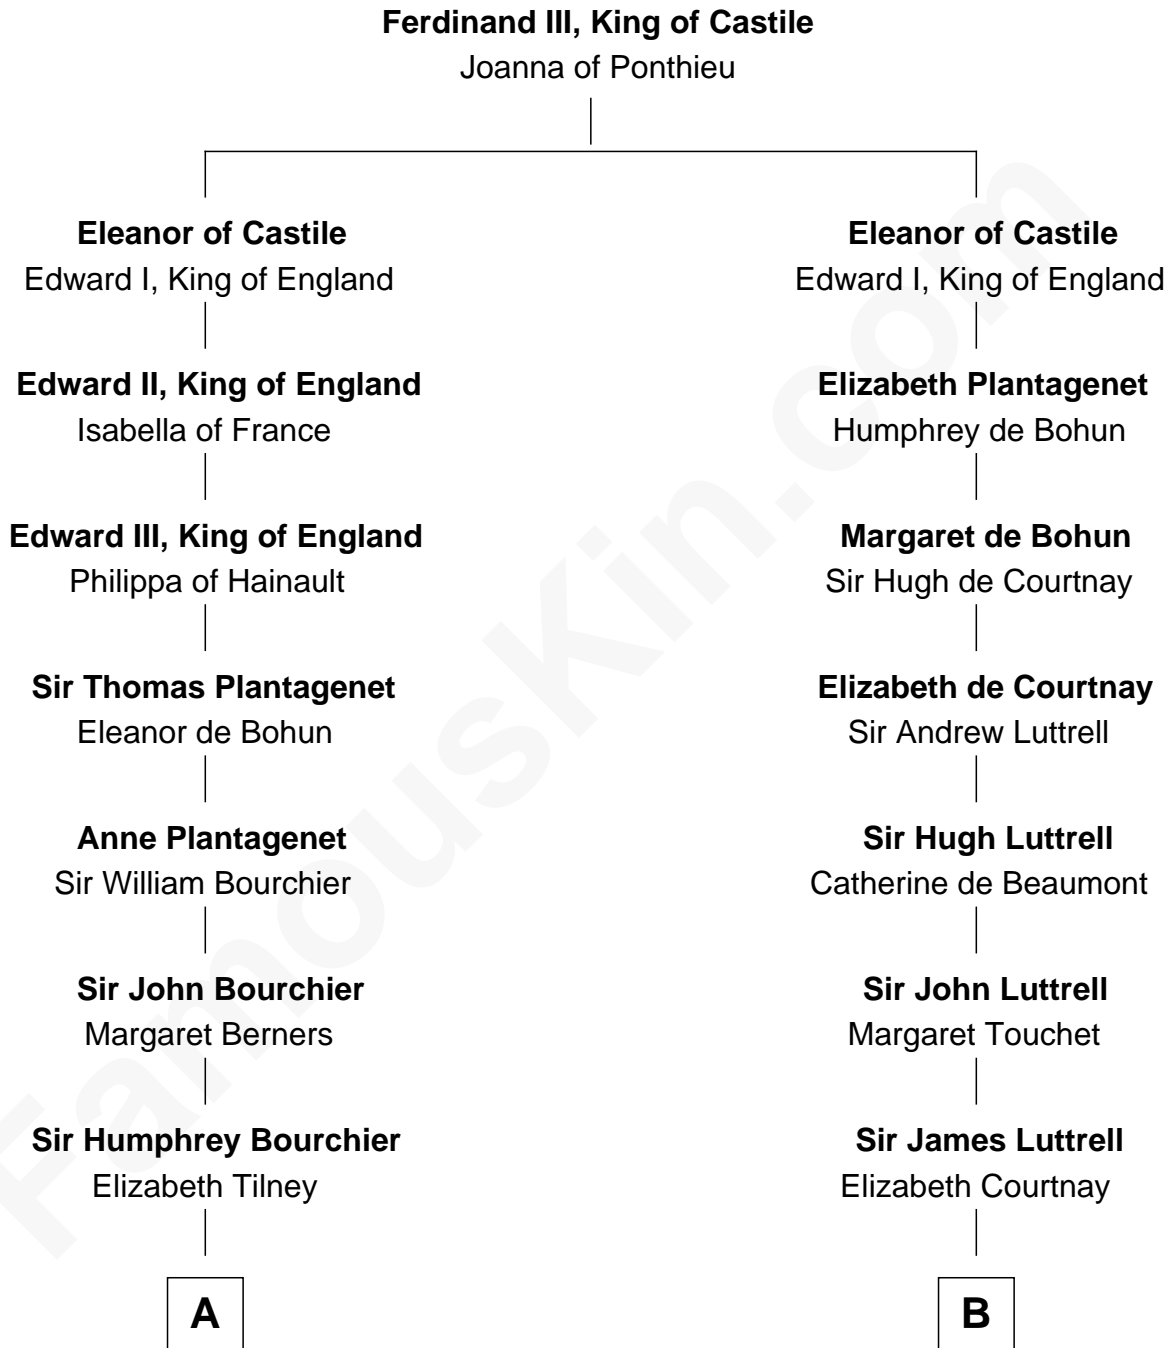 Ferdinand III, King of Castile
Joanna of Ponthieu
Eleanor of Castile
Edward I, King of England
Edward II, King of England
Isabella of France
Edward III, King of England
Philippa of Hainault
Sir Thomas Plantagenet
Eleanor de Bohun
Anne Plantagenet
Sir William Bourchier
Sir John Bourchier
Margaret Berners
Sir Humphrey Bourchier
Elizabeth Tilney
A
Eleanor of Castile
Edward I, King of England
Elizabeth Plantagenet
Humphrey de Bohun
Margaret de Bohun
Sir Hugh de Courtnay
Elizabeth de Courtnay
Sir Andrew Luttrell
Sir Hugh Luttrell
Catherine de Beaumont
Sir John Luttrell
Margaret Touchet
Sir James Luttrell
Elizabeth Courtnay
B
FamousKin.com